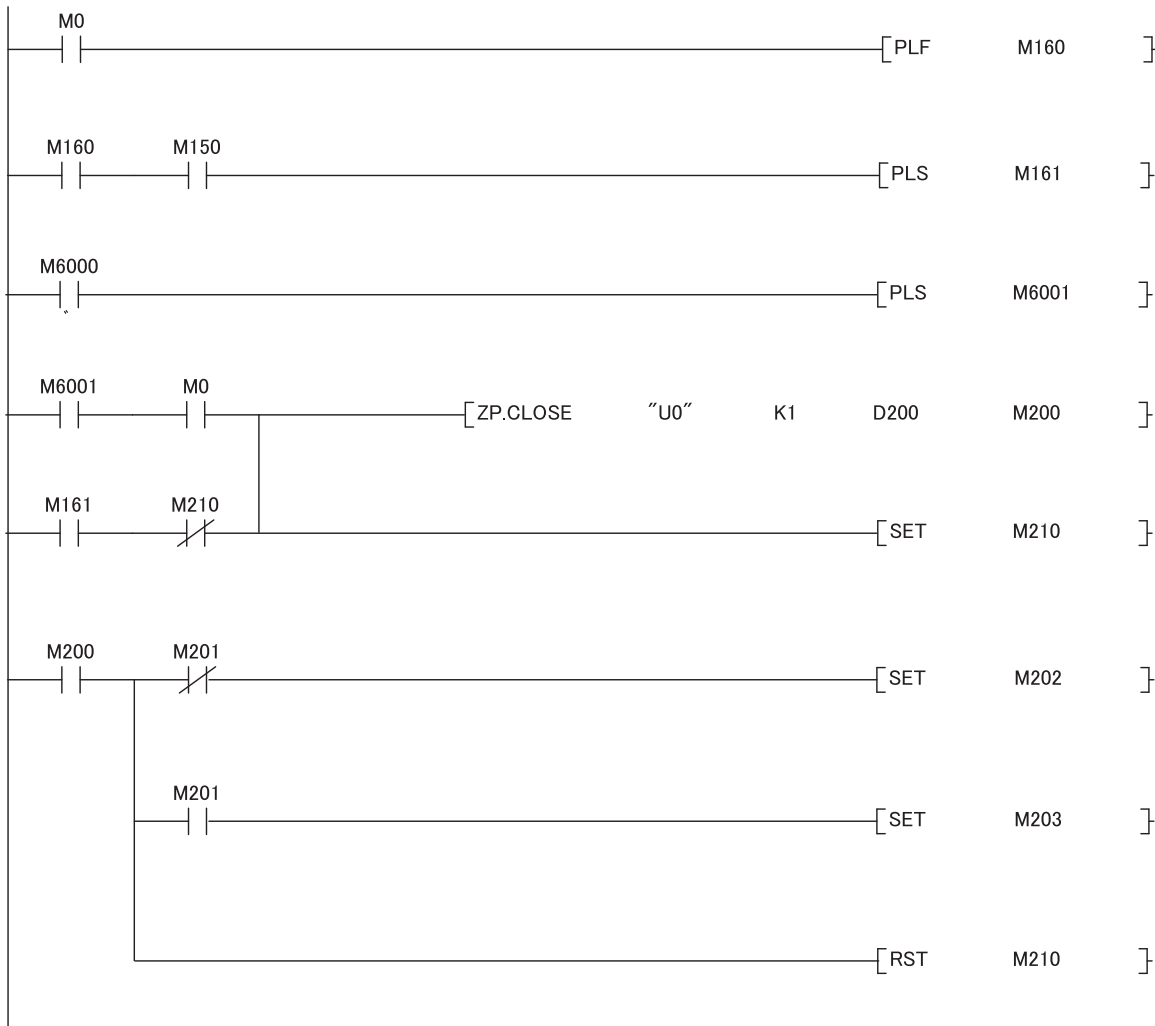 M0
PLF M160
M160 M150
PLS M161
M6000
PLS M6001
M6001 M0
ZP.CLOSE ″U0″ K1 D200 M200
M161 M210
SET M210
M200 M201
SET M202
M201
SET M203
RST M210